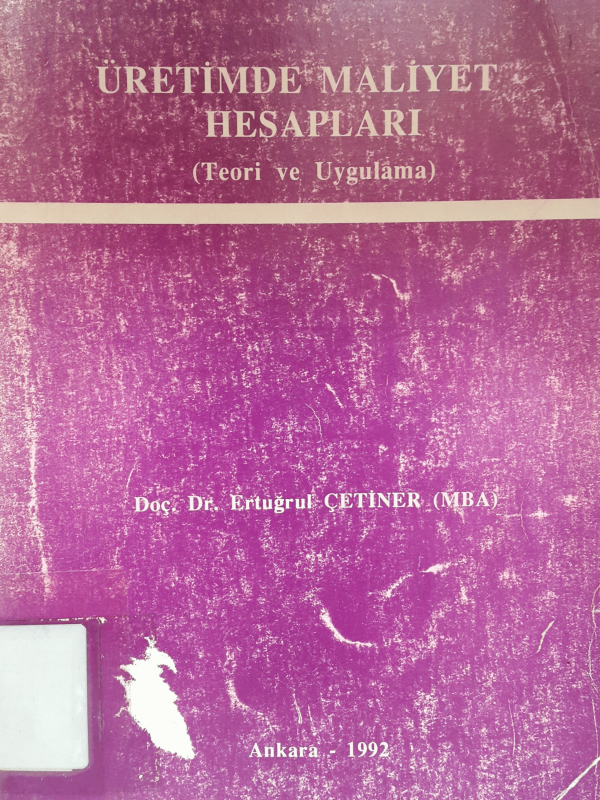 ÜRETİMDE MALİYET
HESAPLARI
(Teori ve Uygulama)
Doç. Dr. Ertuğrul ÇETİNER (MBA)
Ankara - 1992